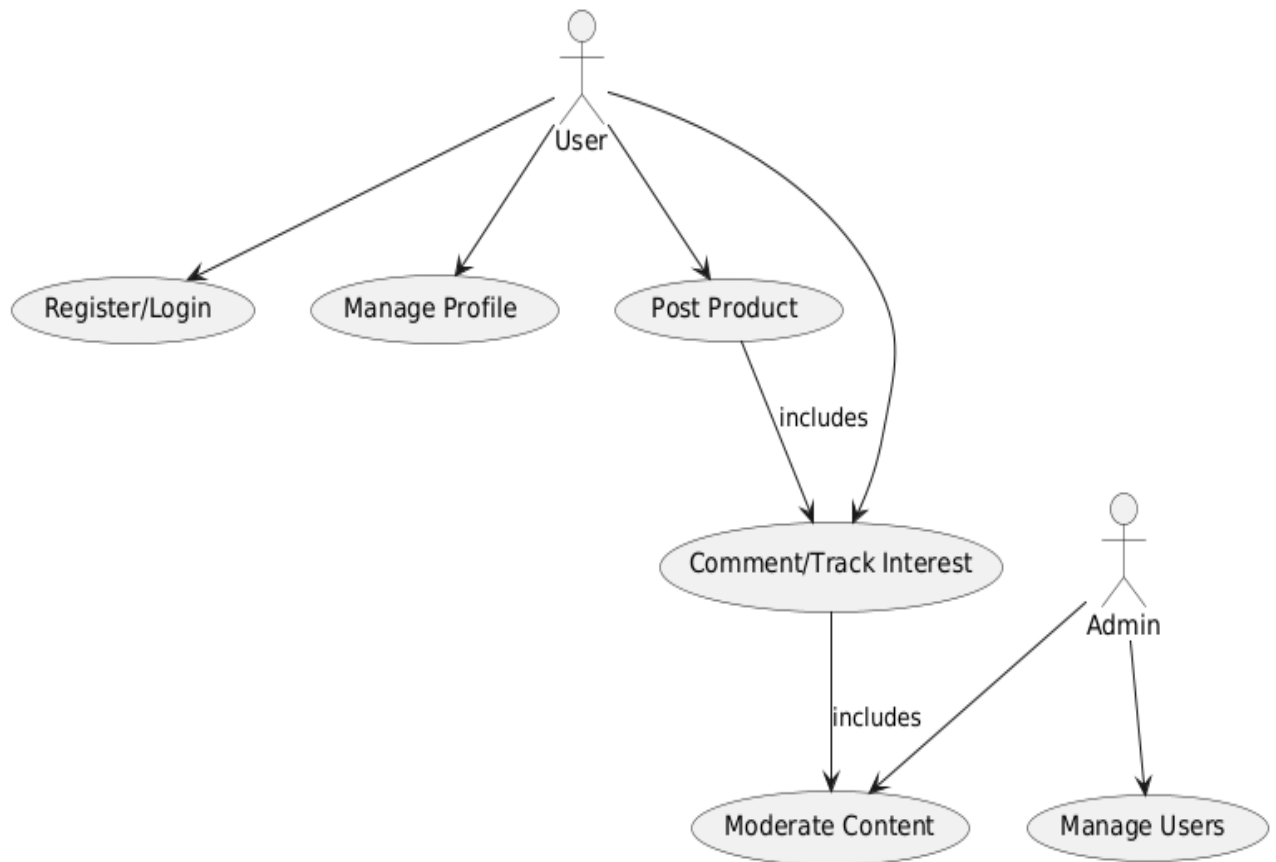 User
Register/Login
Manage Profile
Post Product
includes
Comment/Track Interest
Admin
includes
Moderate Content
Manage Users